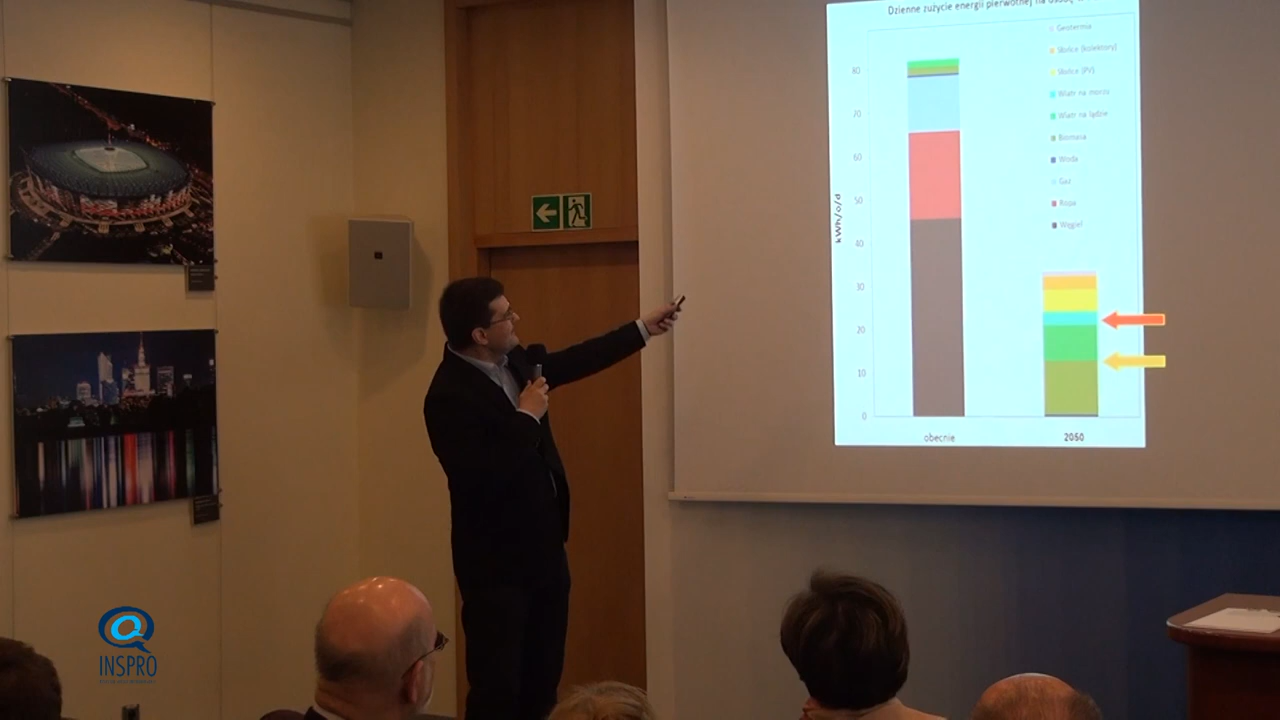 Dzienne zużycie energii pierwotnej na osobę
Geotermia
Słońce (kolektory)
Słońce (PV)
Wiatr na morzu
Wiatr na lądzie
Biomasa
Woda
Gaz
Ropa
Węgiel
kWh/o/d
80
70
60
50
40
30
20
10
0
obecnie
2050
INSPRO